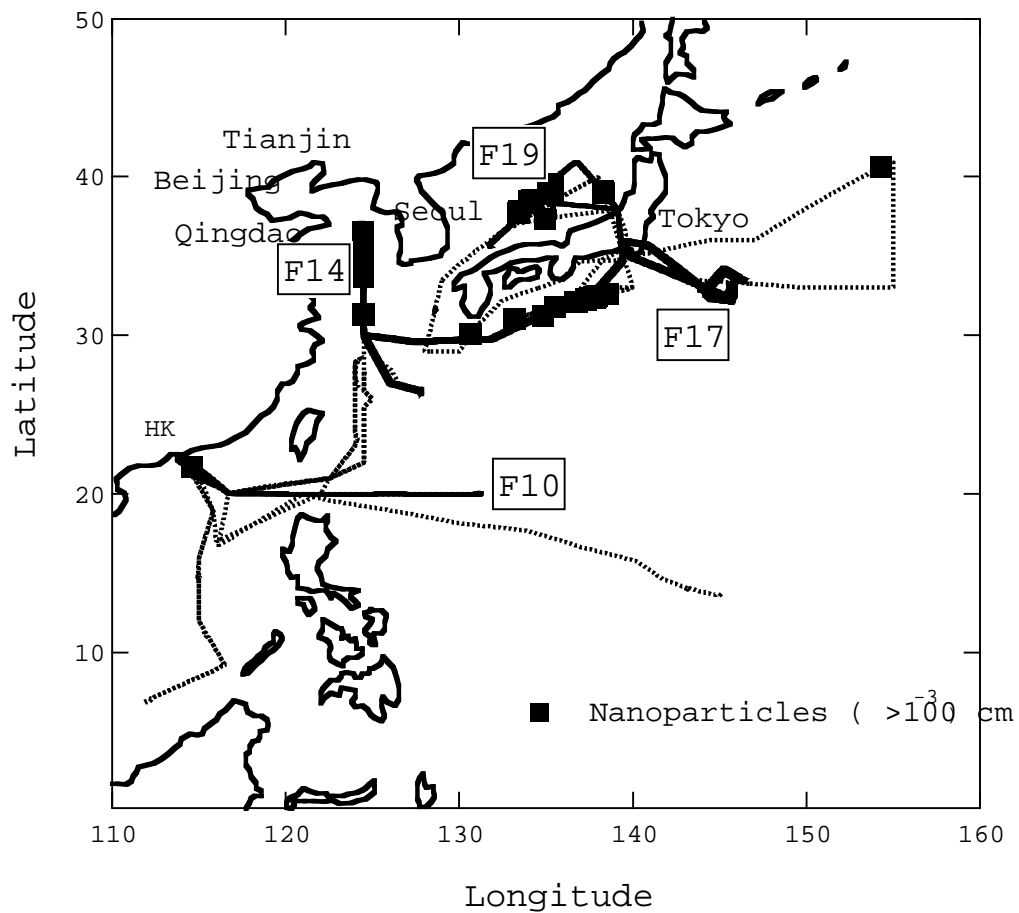 50
Tianjin
F19
40
Beijing
Seoul
Tokyo
Qingdao
F14
Latitude
30
F17
HK
20
F10
10
Nanoparticles ( >100 cm-3)
110 120 130 140 150 160
Longitude